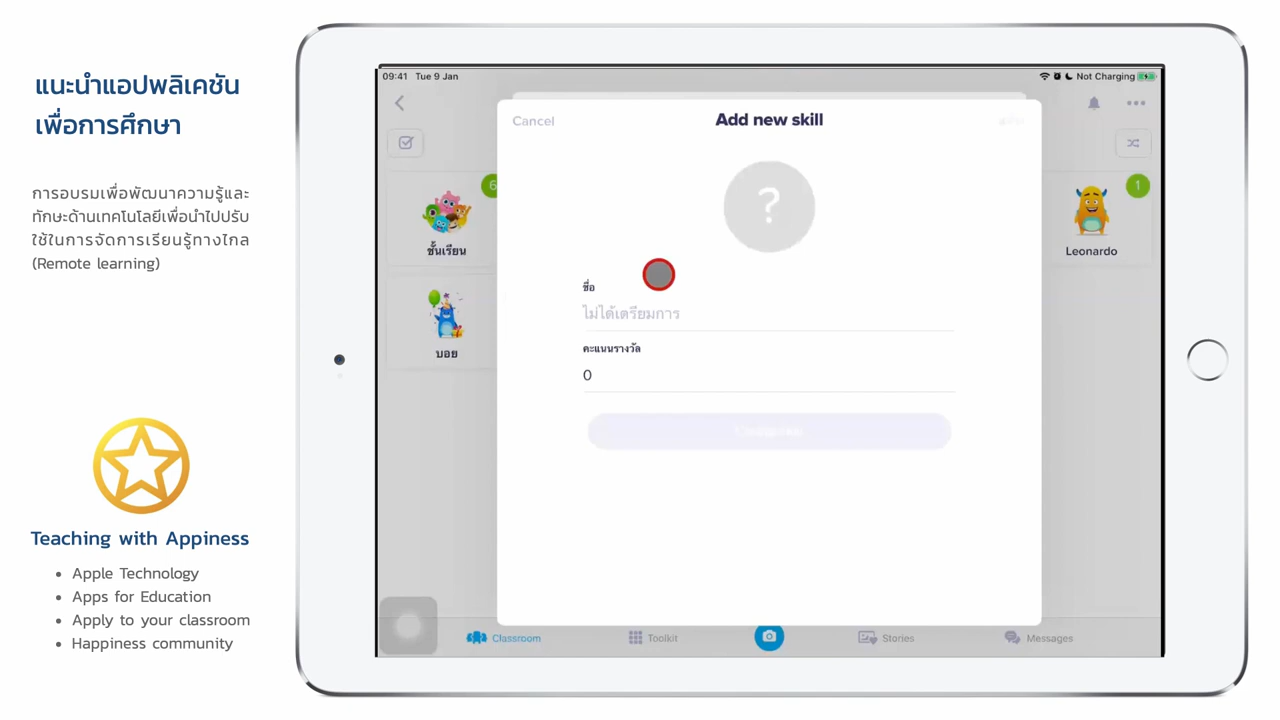 แนะนำแอปพลิเคชัน
เพื่อการศึกษา
การอบรมเพื่อพัฒนาความรู้และ
ทักษะด้านเทคโนโลยีเพื่อนำไปปรับ
ใช้ในการจัดการเรียนรู้ทางไกล
(Remote learning)
Teaching with Appiness
Apple Technology
Apps for Education
Apply to your classroom
Happiness community
09:41 Tue 9 Jan
Not Charging
Cancel
Add new skill
6
ชั้นเรียน
บอย
1
Leonardo
?
ชื่อ
ไม่ได้เตรียมการ
คะแนนรางวัล
0
Classroom
Toolkit
Stories
Messages